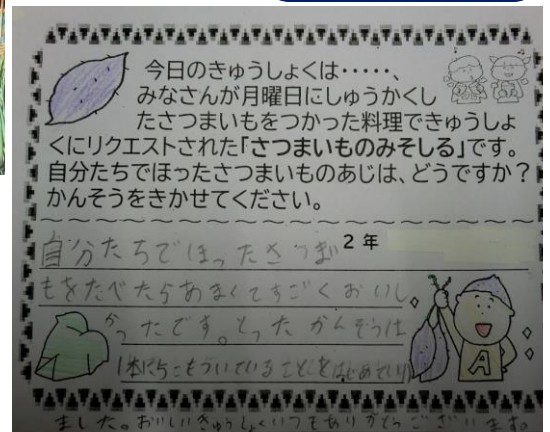 今日のきゅうしょくは・・・・・、
みなさんが月曜日にしゅうかくし
たさつまいもをつかった料理できゅうしょ
くにリクエストされた「さつまいものみそしる」です。
自分たちでほったさつまいものあじは、どうですか？
かんそうをきかせてください。
2年
自分たちでほったさつまい
もをたべたらあまくてすごくおいし
かったです。とったかんそうは
1本に5こもついていることをはじめてしり
ました。おいしいきゅうしょくいつもありがとうございます。
A